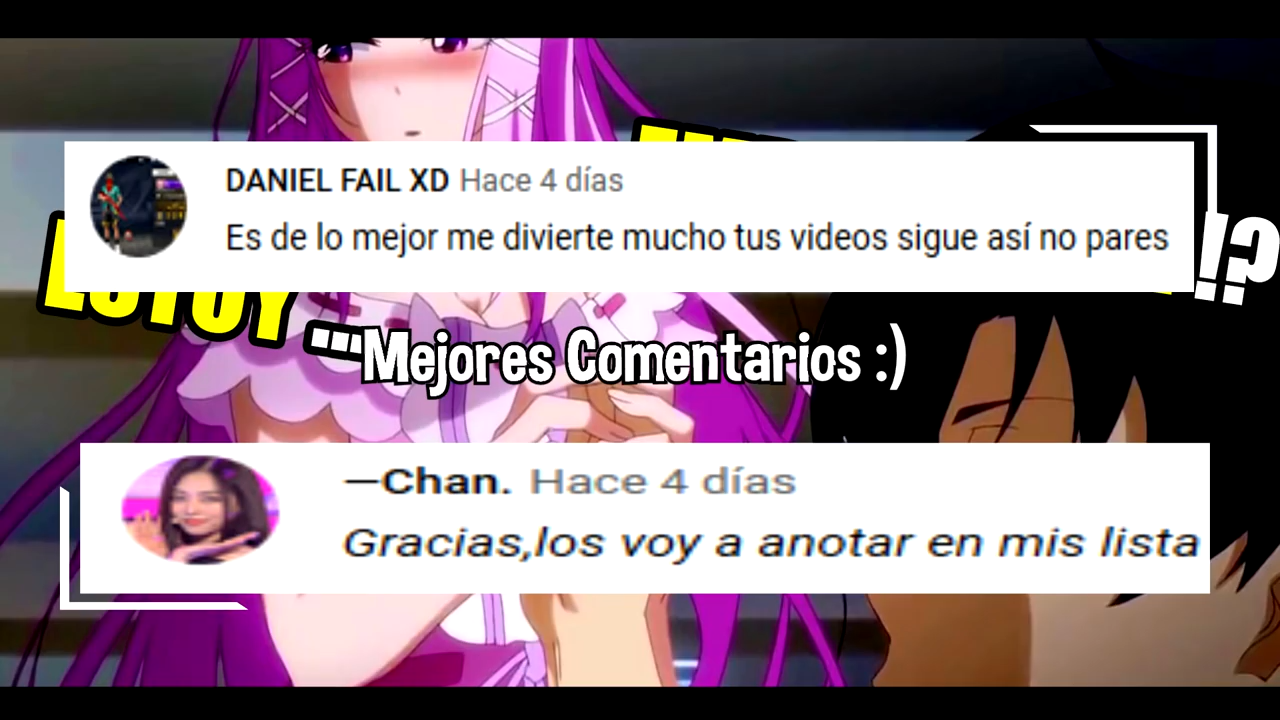 DANIEL FAIL XD Hace 4 días
Es de lo mejor me divierte mucho tus videos sigue así no pares
!?
ESTOY ...
Mejores Comentarios :)
—Chan. Hace 4 días
Gracias,los voy a anotar en mis lista